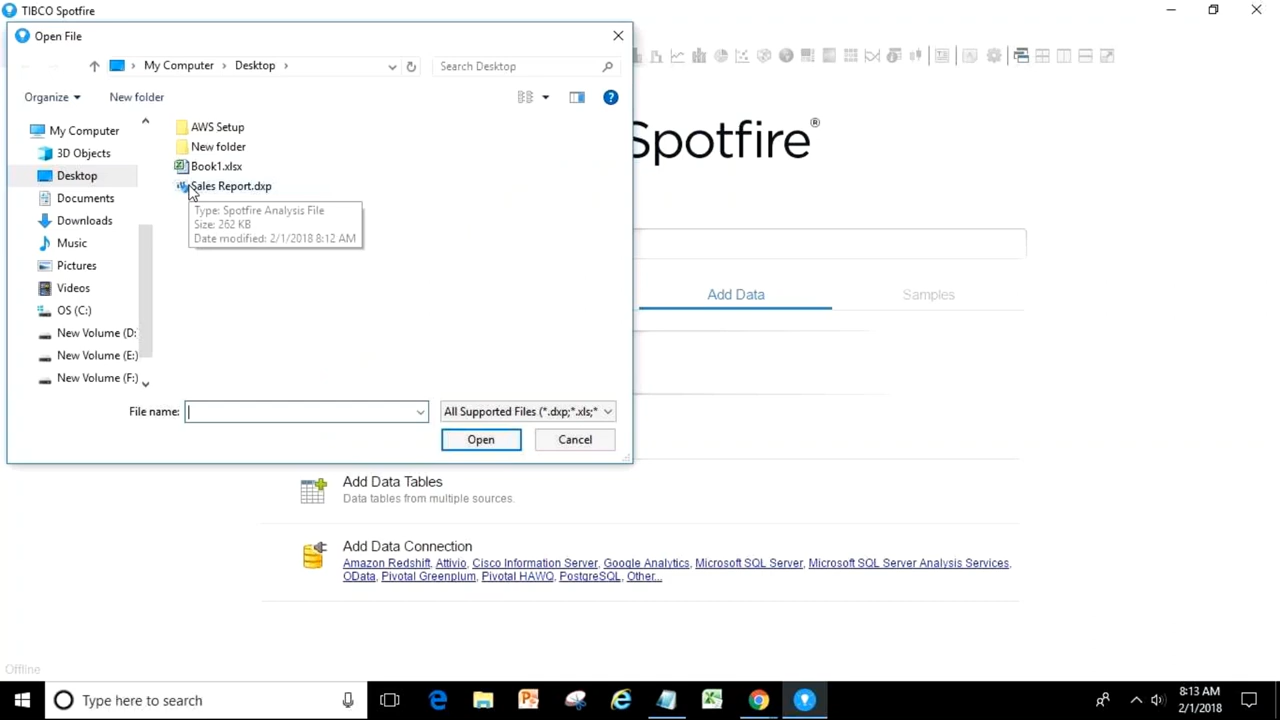 TIBCO Spotfire
Open File
My Computer
Desktop
Search Desktop
Organize
New folder
My Computer
3D Objects
Desktop
Documents
Downloads
Music
Pictures
Videos
OS (C:)
New Volume (D:
New Volume (E:)
New Volume (F:)
AWS Setup
New folder
Book1.xlsx
Sales Report.dxp
Type: Spotfire Analysis File
Size: 262 KB
Date modified: 2/1/2018 8:12 AM
File name:
All Supported Files (*.dxp;*.xls;*
Open
Cancel
Spotfire®
Add Data
Samples
Add Data Tables
Data tables from multiple sources.
Add Data Connection
Amazon Redshift, Attivio, Cisco Information Server, Google Analytics, Microsoft SQL Server, Microsoft SQL Server Analysis Services,
OData, Pivotal Greenplum, Pivotal HAWQ, PostgreSQL, Other...
Offline
Type here to search
8:13 AM
2/1/2018